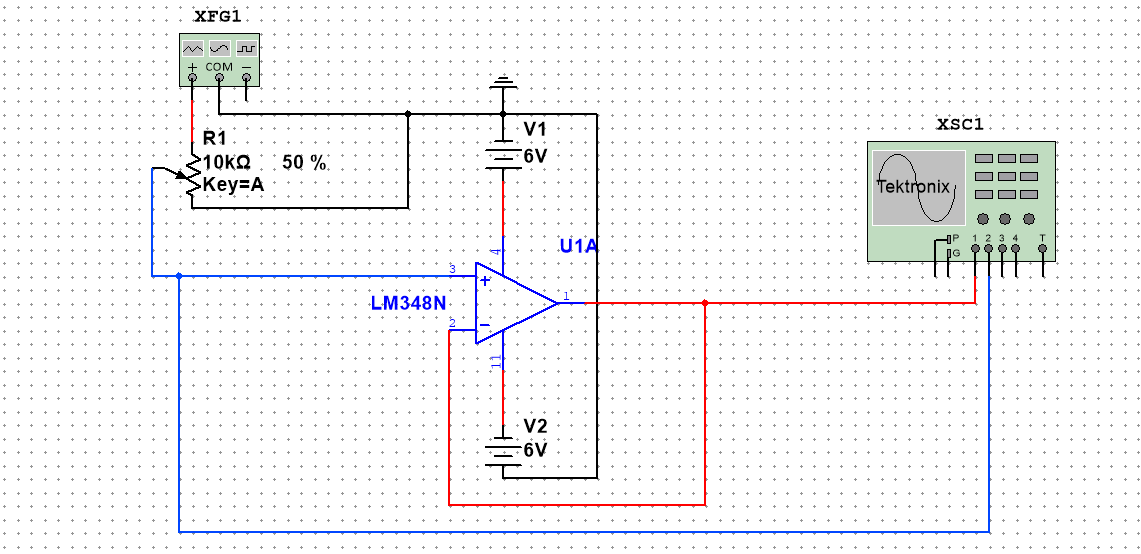 XFG1
+ COM −
R1
10kΩ 50 %
Key=A
V1
6V
XSC1
Tektronix
P
G
1 2 3 4 T
U1A
4
3
+
LM348N
1
2
−
11
V2
6V